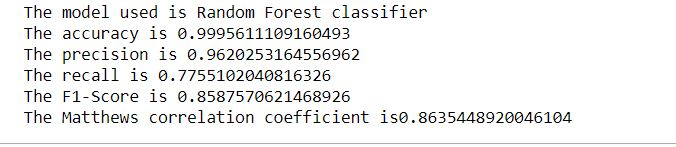 The model used is Random Forest classifier
The accuracy is 0.9995611109160493
The precision is 0.9620253164556962
The recall is 0.7755102040816326
The F1-Score is 0.8587570621468926
The Matthews correlation coefficient is0.8635448920046104